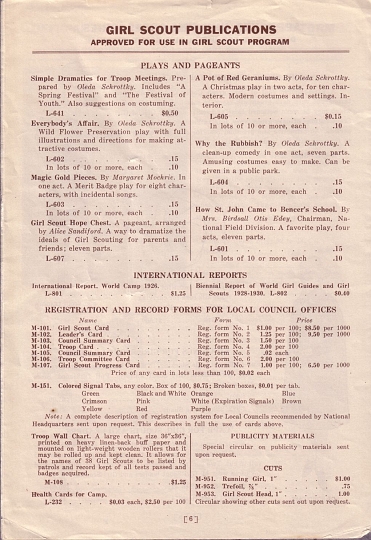 GIRL SCOUT PUBLICATIONS
APPROVED FOR USE IN GIRL SCOUT PROGRAM
PLAYS AND PAGEANTS
Simple Dramatics for Troop Meetings. Pre-
pared by Oleda Schrottky. Includes "A
Spring Festival" and "The Festival of
Youth." Also suggestions on costuming.
L-641 . . . . . . . . $0.50
Everybody's Affair. By Oleda Schrottky. A
Wild Flower Preservation play with full
illustrations and directions for making at-
tractive costumes.
L-602 . . . . . . . . .15
In lots of 10 or more, each . . .10
Magic Gold Pieces. By Margaret Mochrie. In
one act. A Merit Badge play for eight char-
acters, with incidental songs.
L-603 . . . . . . . . .15
In lots of 10 or more, each . . .10
Girl Scout Hope Chest. A pageant, arranged
by Alice Sandiford. A way to dramatize the
ideals of Girl Scouting for parents and
friends; eleven parts.
L-607 . . . . . . . . .15
A Pot of Red Geraniums. By Oleda Schrottky.
A Christmas play in two acts, for ten char-
acters. Modern costumes and settings. In-
terior.
L-605 . . . . . . . . $0.15
In lots of 10 or more, each . . .10
Why the Rubbish? By Oleda Schrottky. A
clean-up comedy in one act, seven parts.
Amusing costumes easy to make. Can be
given in a public park.
L-604 . . . . . . . . .15
In lots of 10 or more, each . . .10
How St. John Came to Bencer's School. By
Mrs. Birdsall Otis Edey, Chairman, Na-
tional Field Division. A favorite play, four
acts, eleven parts.
L-601 . . . . . . . . .15
In lots of 10 or more, each . . .10
INTERNATIONAL REPORTS
International Report. World Camp 1926.
L-801 . . . . . . . . $1.25
Biennial Report of World Girl Guides and Girl
Scouts 1928-1930. L-802 . . . $0.40
REGISTRATION AND RECORD FORMS FOR LOCAL COUNCIL OFFICES
Name Form Price
M-101. Girl Scout Card . . . . Reg. form No. 1 $1.00 per 100; $8.50 per 1000
M-102. Leader's Card . . . . Reg. form No. 2 1.25 per 100; 9.50 per 1000
M-103. Council Summary Card . . . . Reg. form No. 3 1.50 per 100
M-104. Troop Card . . . . Reg. form No. 4 2.00 per 100
M-105. Council Summary Card . . . . Reg. form No. 5 .02 each
M-106. Troop Committee Card . . . . Reg. form No. 6 2.00 per 100
M-107. Girl Scout Progress Card . . . . Reg. form No. 7 1.00 per 100; 6.50 per 1000
Price of any card in lots less than 100, $0.02 each
M-151. Colored Signal Tabs, any color. Box of 100, $0.75; Broken boxes, $0.01 per tab.
Green Black and White Orange Blue
Crimson Pink White (Expiration Signals) Brown
Yellow Red Purple
Note: A complete description of registration system for Local Councils recommended by National
Headquarters sent upon request. This describes in full the use of cards above.
Troop Wall Chart. A large chart, size 36"x36",
printed on heavy linen-back buff paper and
mounted on light-weight wooden rollers that it
may be rolled up and kept clean. It allows for
the names of 38 Girl Scouts to be listed by
patrols and record kept of all tests passed and
badges acquired.
M-108 . . . . . . . . $1.25
Health Cards for Camp.
L-232 . . . . $0.03 each, $2.50 per 100
PUBLICITY MATERIALS
Special circular on publicity materials sent
upon request.
CUTS
M-951. Running Girl, 1" . . . . $1.00
M-952. Trefoil, ⅝" . . . . .75
M-953. Girl Scout Head, 1" . . . . 1.00
Circular showing other cuts sent out upon request.
[6]